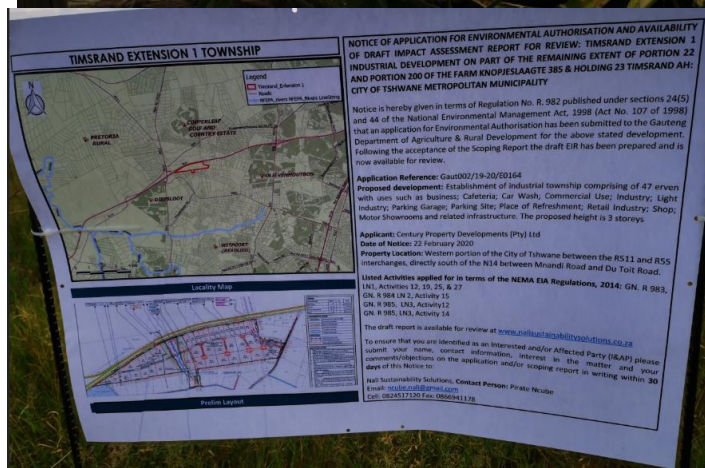 TIMSRAND EXTENSION 1 TOWNSHIP
N
Legend
Timsrand_Extension 1
Roads
PRETORIA
RURAL
COPPERLEAF
GOLF AND
COUNTRY ESTATE
DIEPSLOOT
Locality Map
Prelim Layout
NOTICE OF APPLICATION FOR ENVIRONMENTAL AUTHORISATION AND AVAILABILITY
OF DRAFT IMPACT ASSESSMENT REPORT FOR REVIEW: TIMSRAND EXTENSION 1
INDUSTRIAL DEVELOPMENT ON PART OF THE REMAINING EXTENT OF PORTION 22
AND PORTION 200 OF THE FARM KNOPJESLAAGTE 385 & HOLDING 23 TIMSRAND AH:
CITY OF TSHWANE METROPOLITAN MUNICIPALITY
Notice is hereby given in terms of Regulation No. R. 982 published under sections 24(5)
and 44 of the National Environmental Management Act, 1998 (Act No. 107 of 1998)
that an application for Environmental Authorisation has been submitted to the Gauteng
Department of Agriculture & Rural Development for the above stated development.
Following the acceptance of the Scoping Report the draft EIR has been prepared and is
now available for review.
Application Reference: Gaut002/19-20/E0164
Proposed development: Establishment of industrial township comprising of 47 erven
with uses such as business; Cafeteria; Car Wash; Commercial Use; Industry; Light
Industry; Parking Garage; Parking Site; Place of Refreshment; Retail Industry; Shop;
Motor Showrooms and related infrastructure. The proposed height is 3 storeys
Applicant: Century Property Developments (Pty) Ltd
Date of Notice: 22 February 2020
Property Location: Western portion of the City of Tshwane between the R511 and R55
interchanges, directly south of the N14 between Mnandi Road and Du Toit Road.
Listed Activities applied for in terms of the NEMA EIA Regulations, 2014: GN. R 983,
LN1, Activities 12, 19, 25, & 27
GN. R 984 LN 2, Activity 15
GN. R 985, LN3, Activity12
GN. R 985, LN3, Activity 14
The draft report is available for review at www.nalisustainabilitysolutions.co.za
To ensure that you are identified as an Interested and/or Affected Party (I&AP) please
submit your name, contact information, interest in the matter and your
comments/objections on the application and/or scoping report in writing within 30
days of this Notice to:
Nali Sustainability Solutions, Contact Person: Pirate Ncube
Email: ncube.nali@gmail.com
Cell: 0824517120 Fax: 0866941178